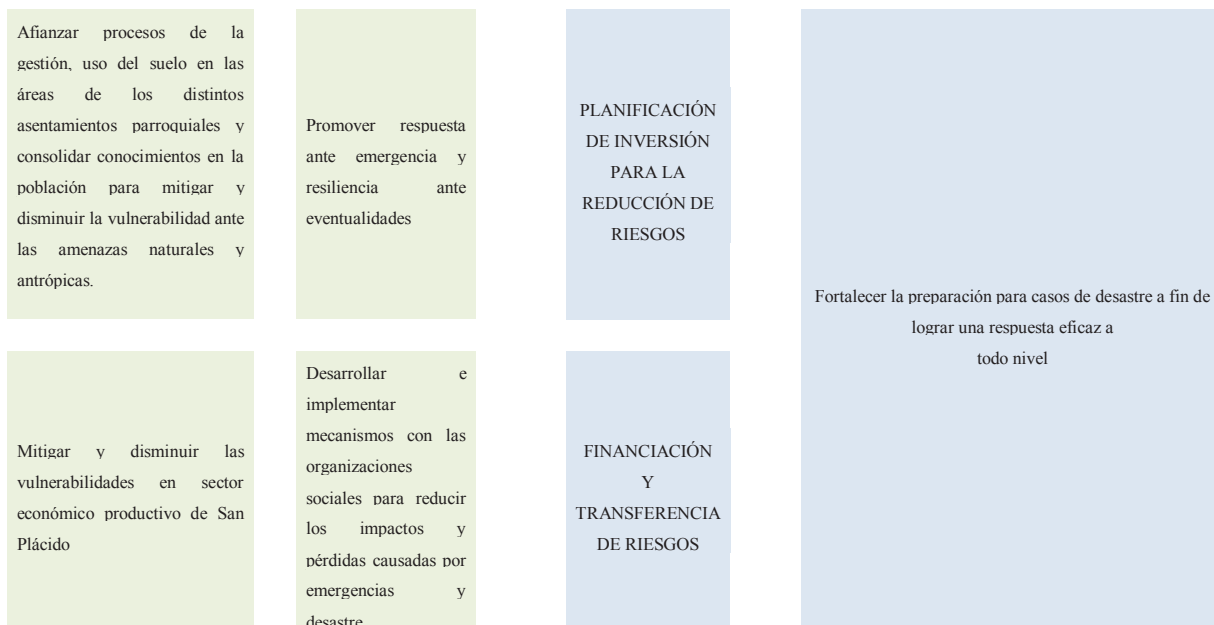 Afianzar procesos de la
gestión, uso del suelo en las
áreas de los distintos
asentamientos parroquiales y
consolidar conocimientos en la
población para mitigar y
disminuir la vulnerabilidad ante
las amenazas naturales y
antrópicas.
Promover respuesta
ante emergencia y
resiliencia ante
eventualidades
PLANIFICACIÓN
DE INVERSIÓN
PARA LA
REDUCCIÓN DE
RIESGOS
Fortalecer la preparación para casos de desastre a fin de
lograr una respuesta eficaz a
todo nivel
Mitigar y disminuir las
vulnerabilidades en sector
económico productivo de San
Plácido
Desarrollar e
implementar
mecanismos con las
organizaciones
sociales para reducir
los impactos y
pérdidas causadas por
emergencias y
desastre
FINANCIACIÓN
Y
TRANSFERENCIA
DE RIESGOS